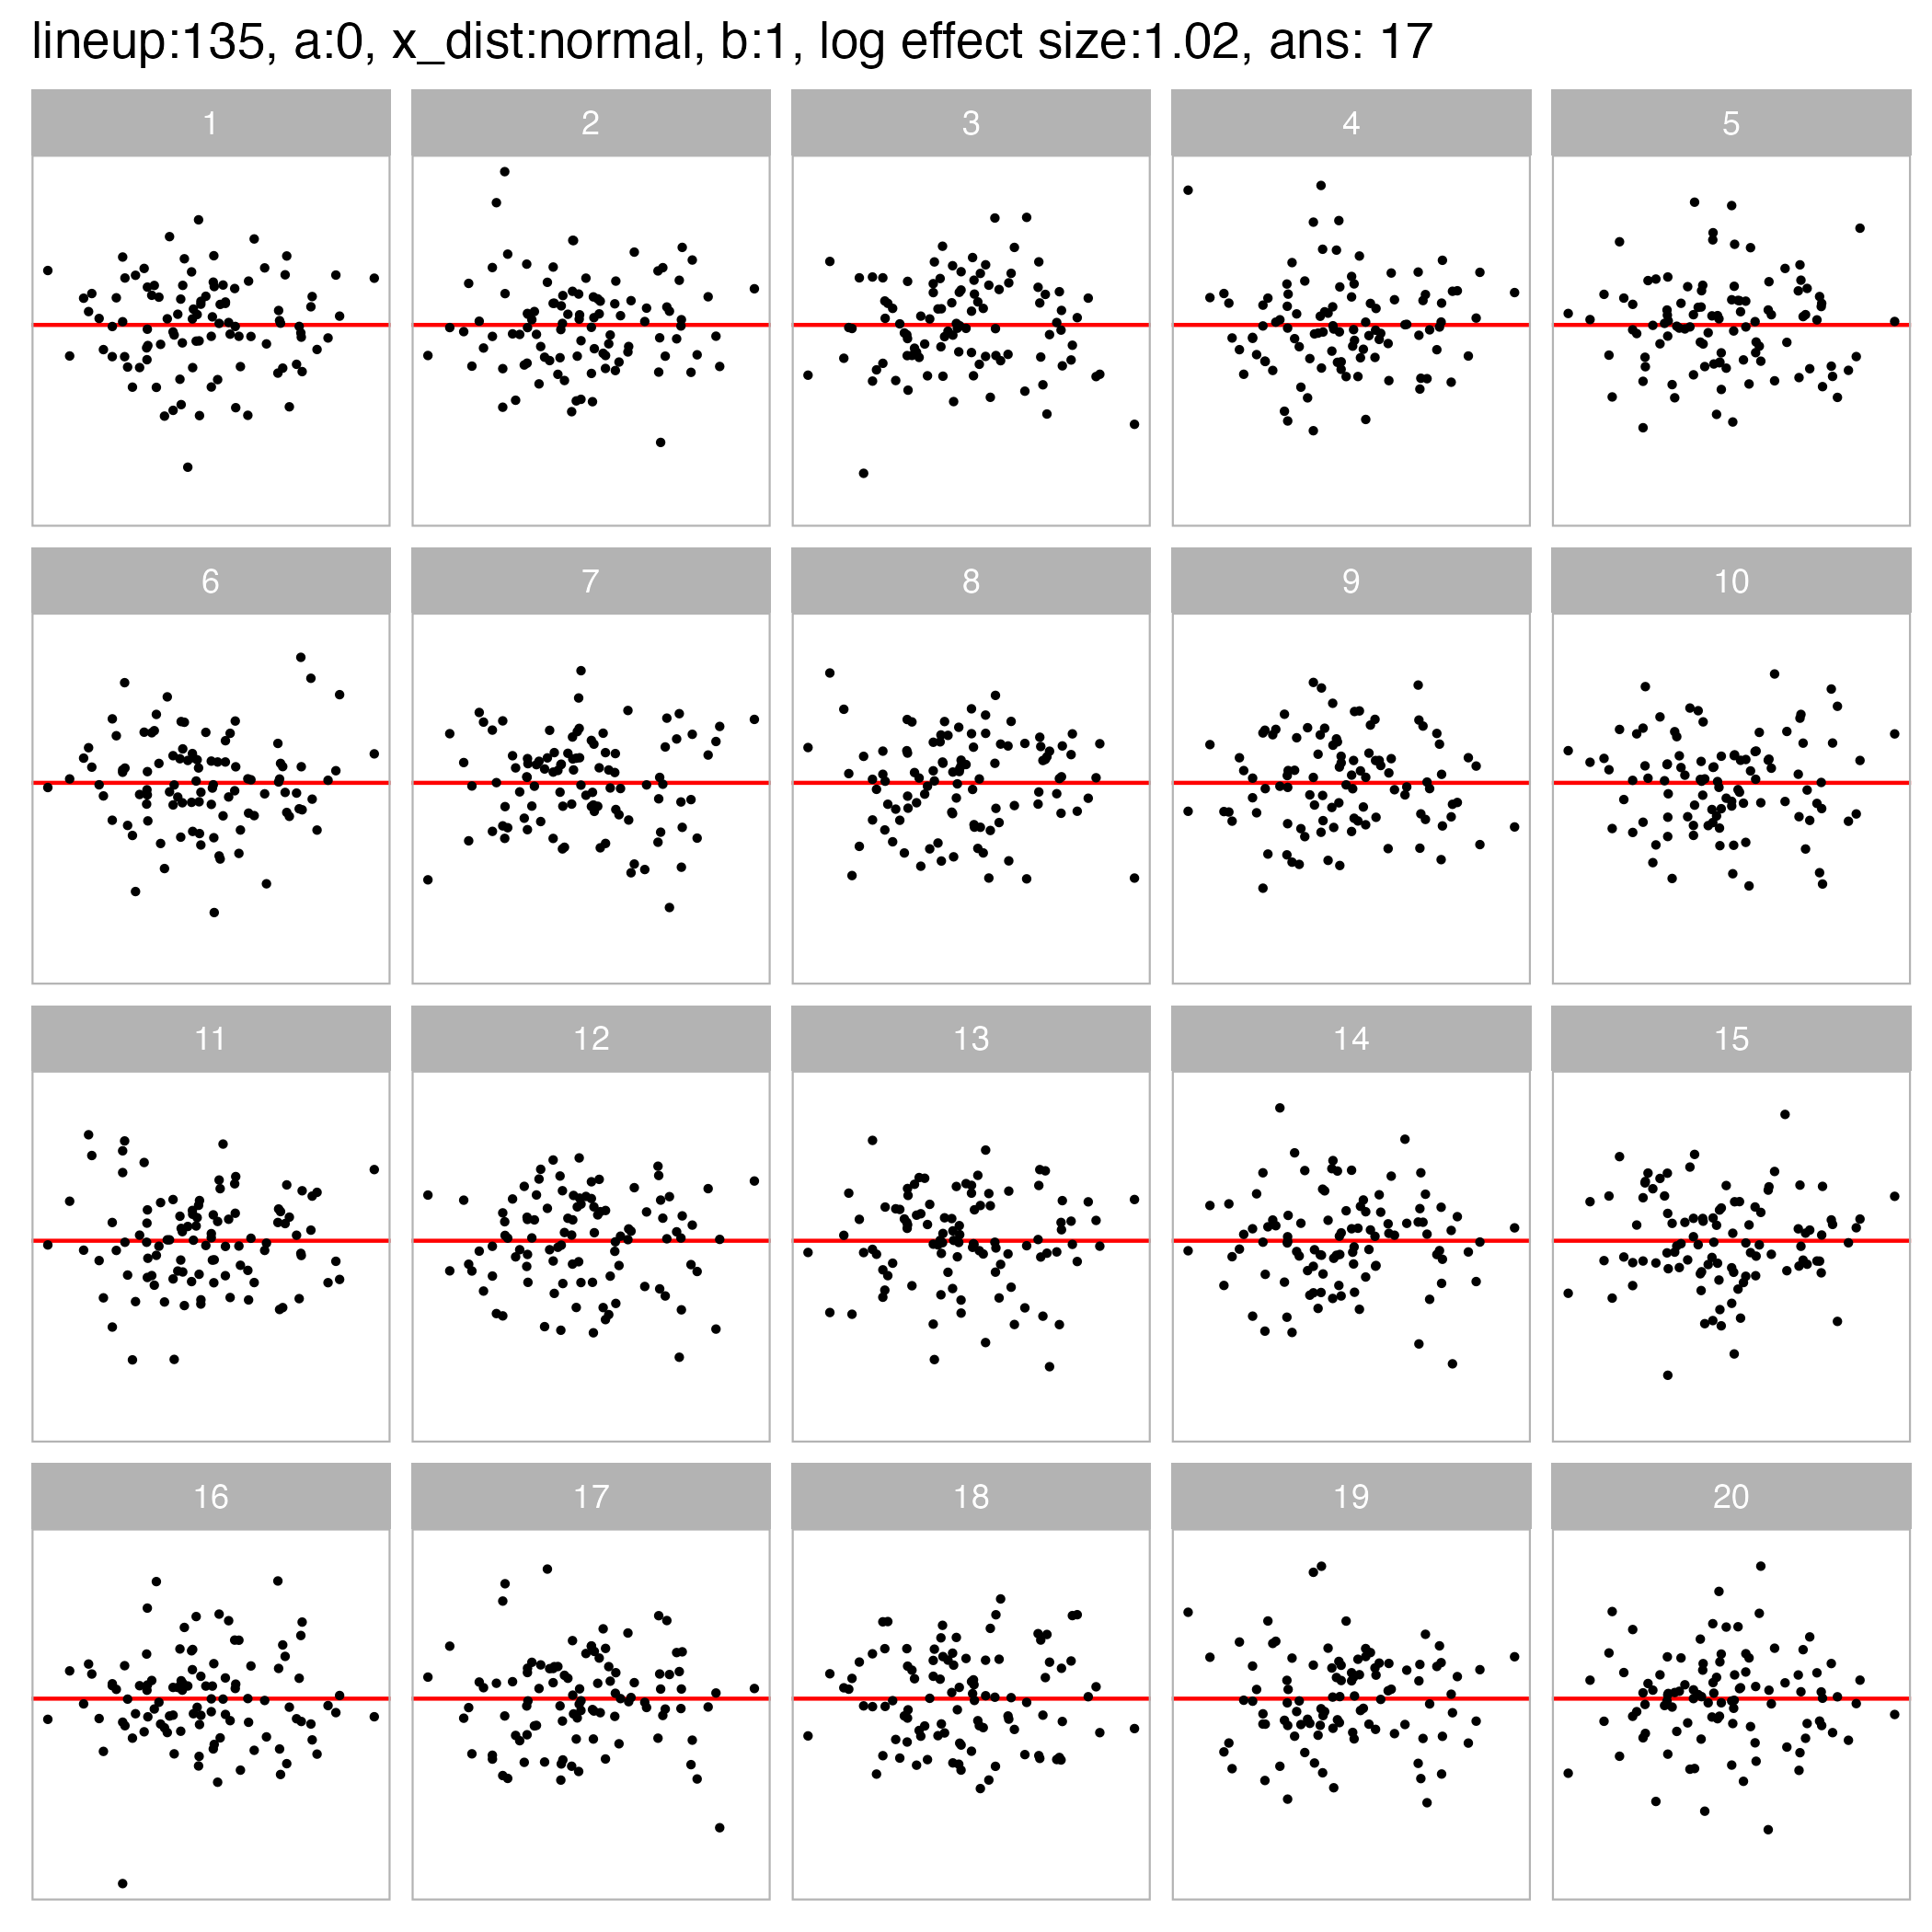 lineup:135, a:0, x_dist:normal, b:1, log effect size:1.02, ans: 17
1 2 3 4 5
6 7 8 9 10
11 12 13 14 15
16 17 18 19 20